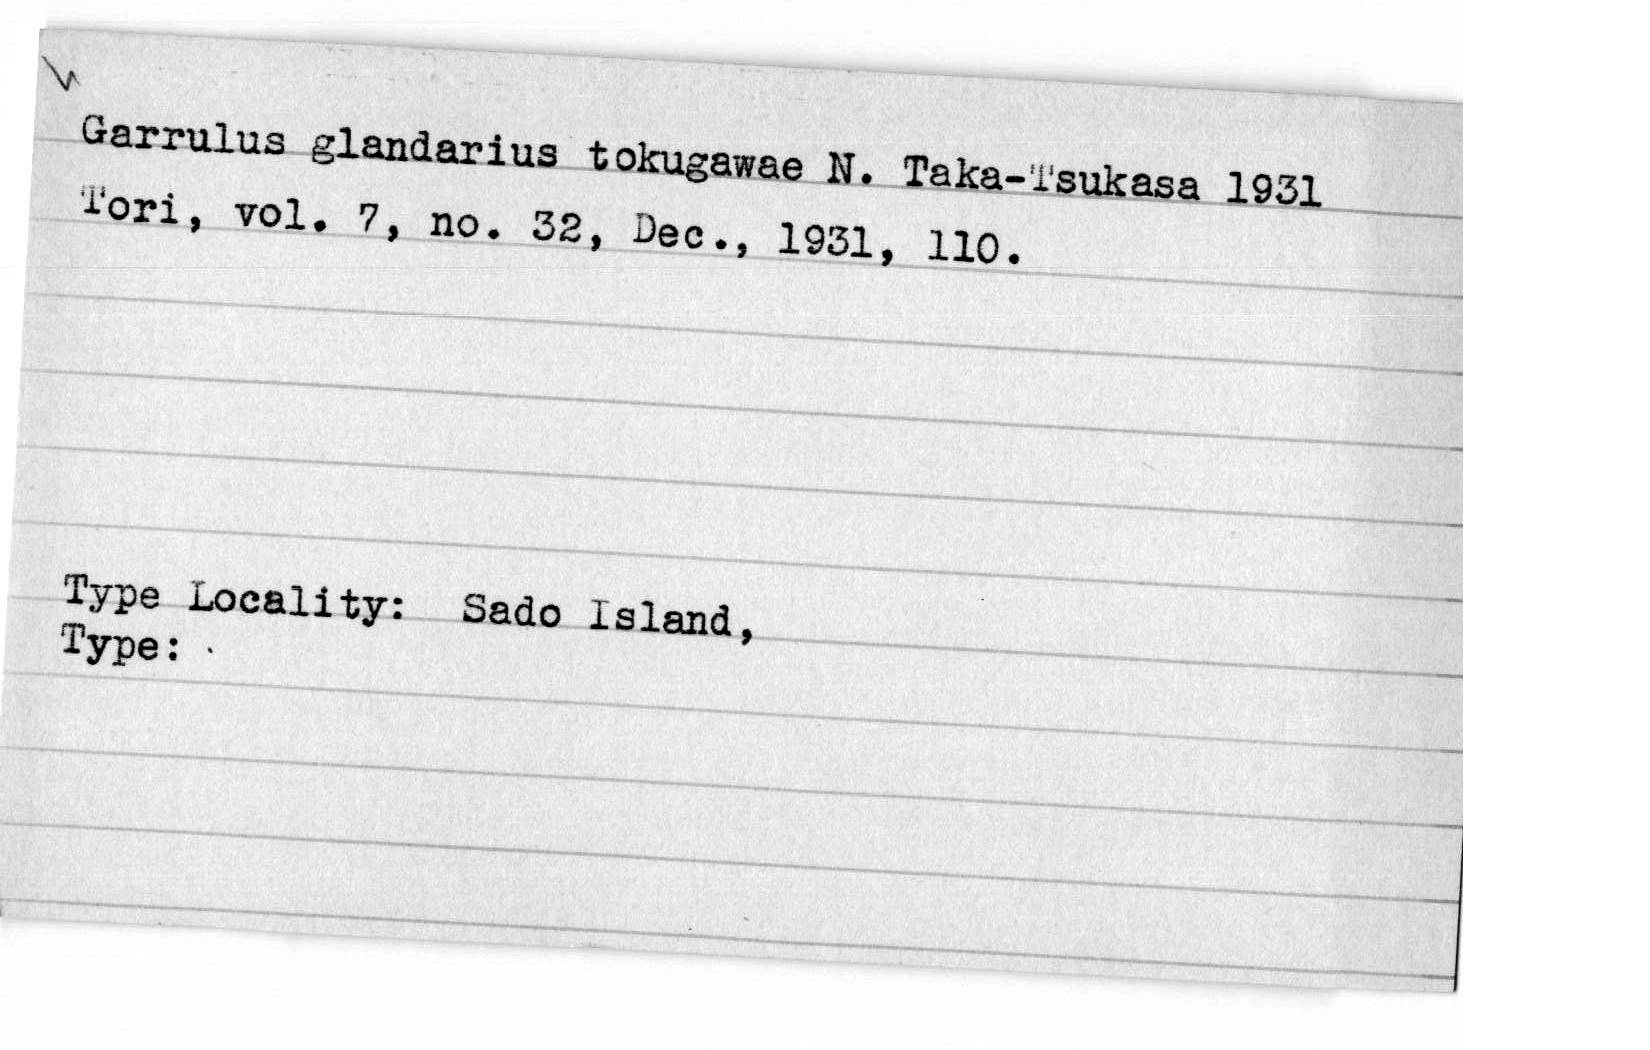 Garrulus glandarius tokugawae N. Taka-Tsukasa 1931
Tori, vol. 7, no. 32, Dec., 1931, 110.
Type Locality: Sado Island,
Type: